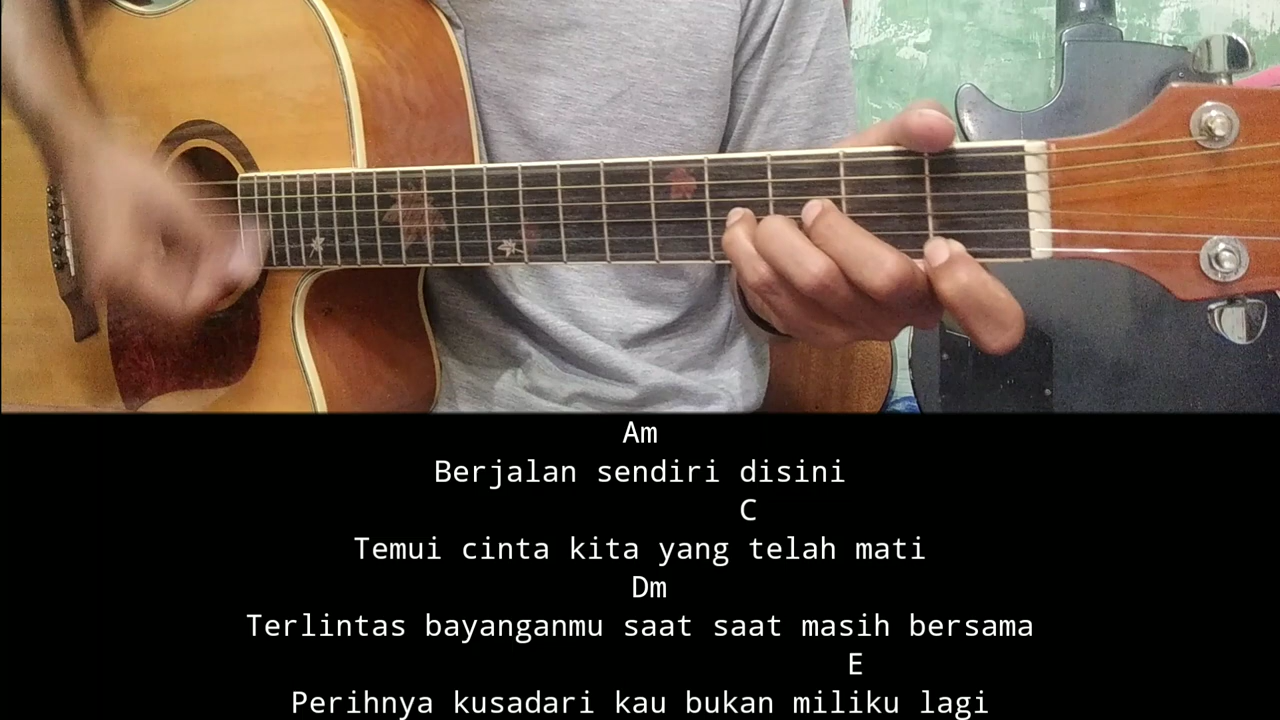 Am
Berjalan sendiri disini
C
Temui cinta kita yang telah mati
Dm
Terlintas bayanganmu saat saat masih bersama
E
Perihnya kusadari kau bukan miliku lagi